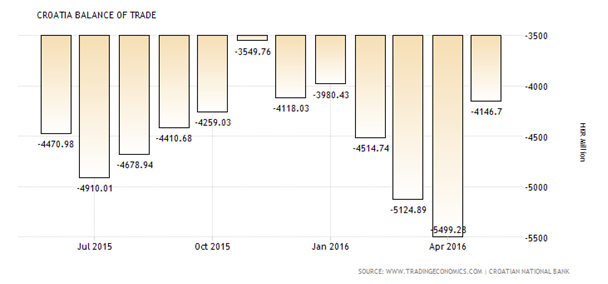 CROATIA BALANCE OF TRADE
-3500
-4000
-4500
-5000
-5500
HRK Million
-4470.98
-4910.01
-4678.94
-4410.68
-4259.03
-3549.76
-4118.03
-3980.43
-4514.74
-5124.89
-5499.28
-4146.7
Jul 2015
Oct 2015
Jan 2016
Apr 2016
SOURCE: WWW.TRADINGECONOMICS.COM | CROATIAN NATIONAL BANK